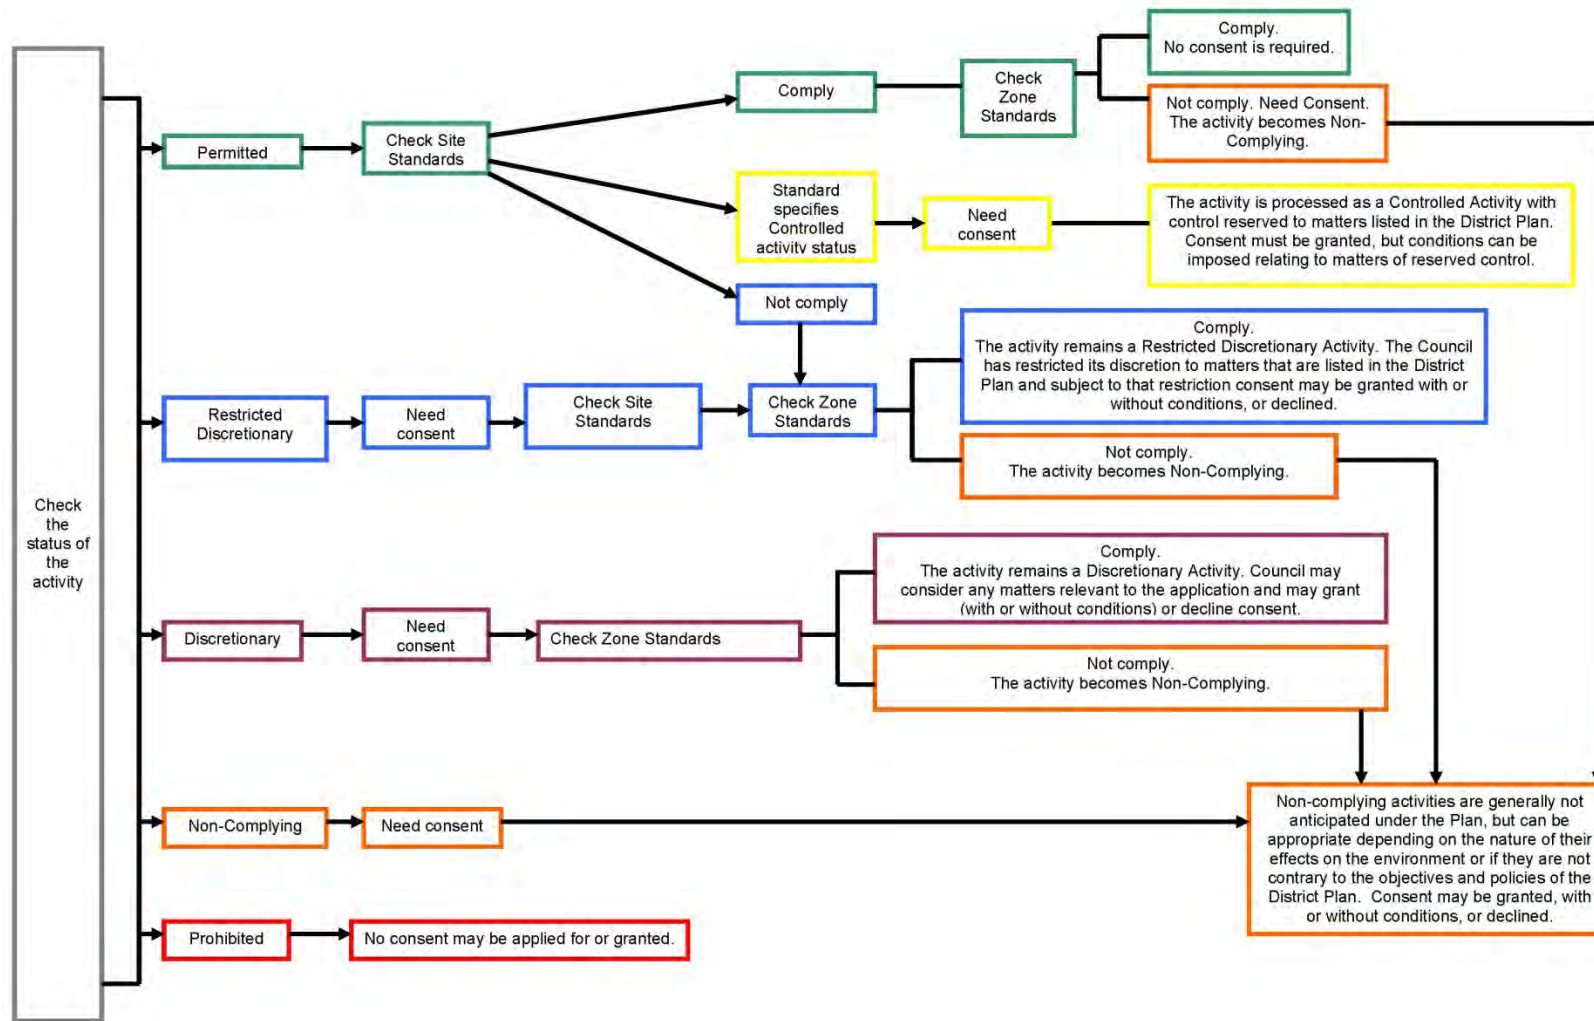 Check
the
status of
the
activity
Permitted
Check Site
Standards
Comply
Check
Zone
Standards
Comply.
No consent is required.
Not comply. Need Consent.
The activity becomes Non-
Complying.
Standard
specifies
Controlled
activity status
Need
consent
The activity is processed as a Controlled Activity with
control reserved to matters listed in the District Plan.
Consent must be granted, but conditions can be
imposed relating to matters of reserved control.
Not comply
Restricted
Discretionary
Need
consent
Check Site
Standards
Check Zone
Standards
Comply.
The activity remains a Restricted Discretionary Activity. The Council
has restricted its discretion to matters that are listed in the District
Plan and subject to that restriction consent may be granted with or
without conditions, or declined.
Not comply.
The activity becomes Non-Complying.
Discretionary
Need
consent
Check Zone Standards
Comply.
The activity remains a Discretionary Activity. Council may
consider any matters relevant to the application and may grant
(with or without conditions) or decline consent.
Not comply.
The activity becomes Non-Complying.
Non-Complying
Need consent
Non-complying activities are generally not
anticipated under the Plan, but can be
appropriate depending on the nature of their
effects on the environment or if they are not
contrary to the objectives and policies of the
District Plan. Consent may be granted, with
or without conditions, or declined.
Prohibited
No consent may be applied for or granted.